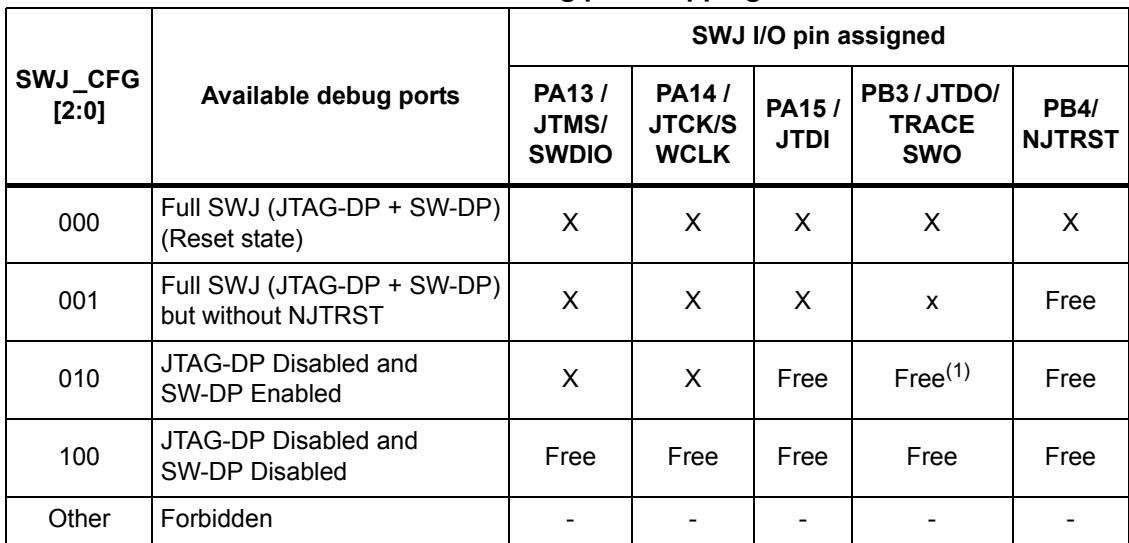 SWJ I/O pin assigned
SWJ_CFG
[2:0]
Available debug ports
PA13 /
JTMS/
SWDIO
PA14 /
JTCK/S
WCLK
PA15 /
JTDI
PB3 / JTDO/
TRACE
SWO
PB4/
NJTRST
000
Full SWJ (JTAG-DP + SW-DP)
(Reset state)
X
X
X
X
X
001
Full SWJ (JTAG-DP + SW-DP)
but without NJTRST
X
X
X
x
Free
010
JTAG-DP Disabled and
SW-DP Enabled
X
X
Free
Free(1)
Free
100
JTAG-DP Disabled and
SW-DP Disabled
Free
Free
Free
Free
Free
Other
Forbidden
-
-
-
-
-